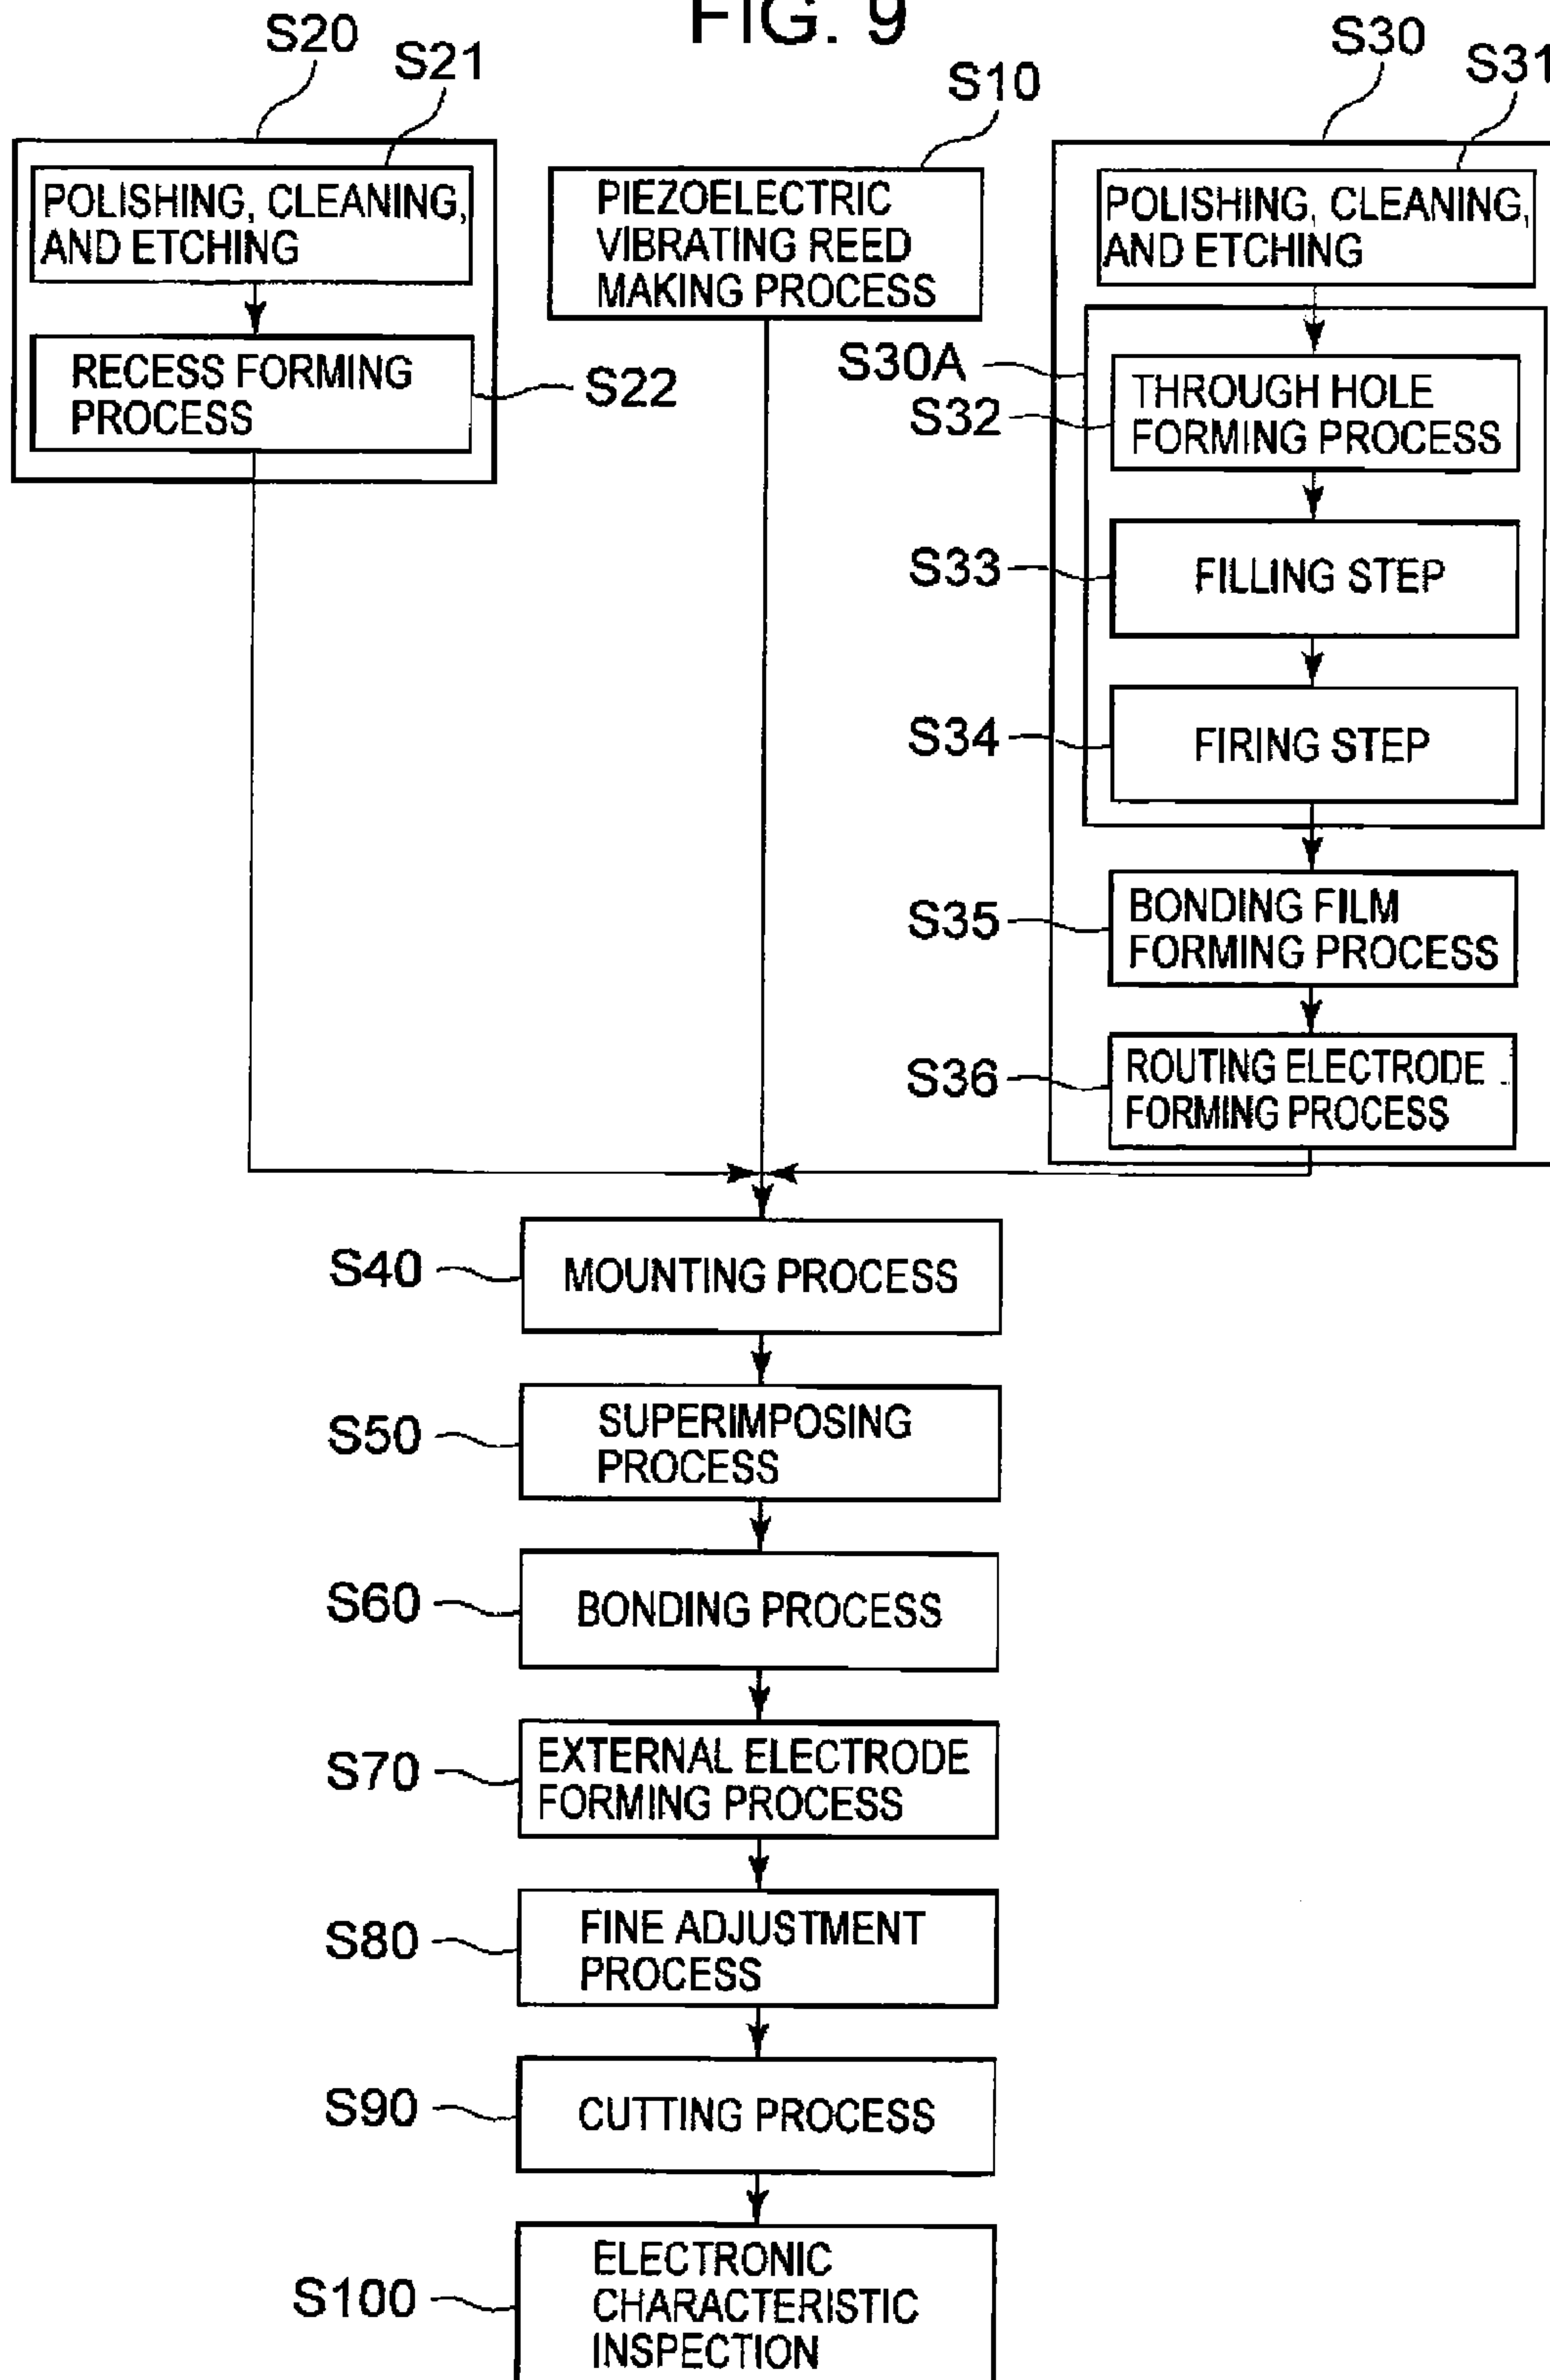 FIG. 9
S20
S21
POLISHING, CLEANING,
AND ETCHING
RECESS FORMING
PROCESS
S22
S10
PIEZOELECTRIC
VIBRATING REED
MAKING PROCESS
S30
S31
POLISHING, CLEANING,
AND ETCHING
S30A
S32
THROUGH HOLE
FORMING PROCESS
S33
FILLING STEP
S34
FIRING STEP
S35
BONDING FILM
FORMING PROCESS
S36
ROUTING ELECTRODE
FORMING PROCESS
S40
MOUNTING PROCESS
S50
SUPERIMPOSING
PROCESS
S60
BONDING PROCESS
S70
EXTERNAL ELECTRODE
FORMING PROCESS
S80
FINE ADJUSTMENT
PROCESS
S90
CUTTING PROCESS
S100
ELECTRONIC
CHARACTERISTIC
INSPECTION